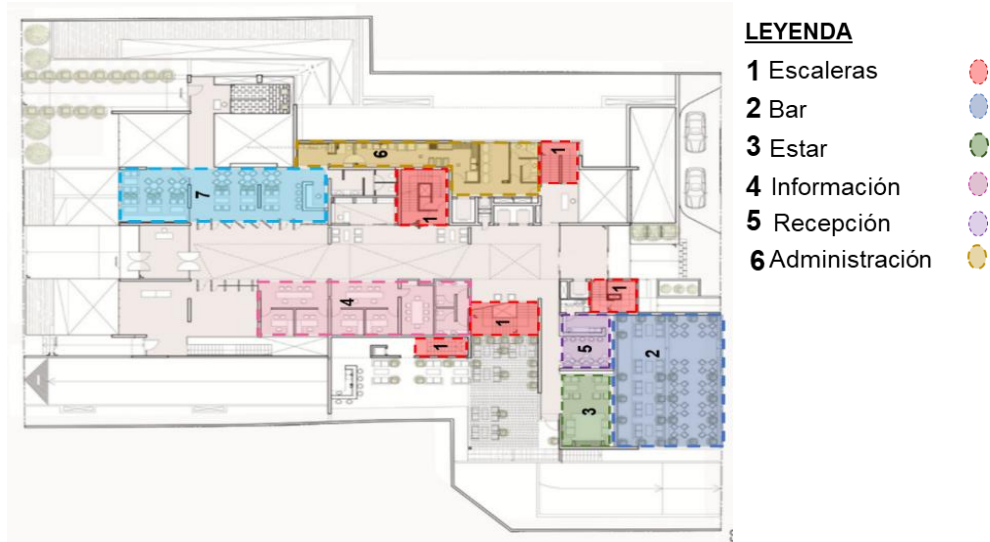 LEYENDA
1 Escaleras
2 Bar
3 Estar
4 Información
5 Recepción
6 Administración
6
1
7
1
4
1
1
1
5
2
3